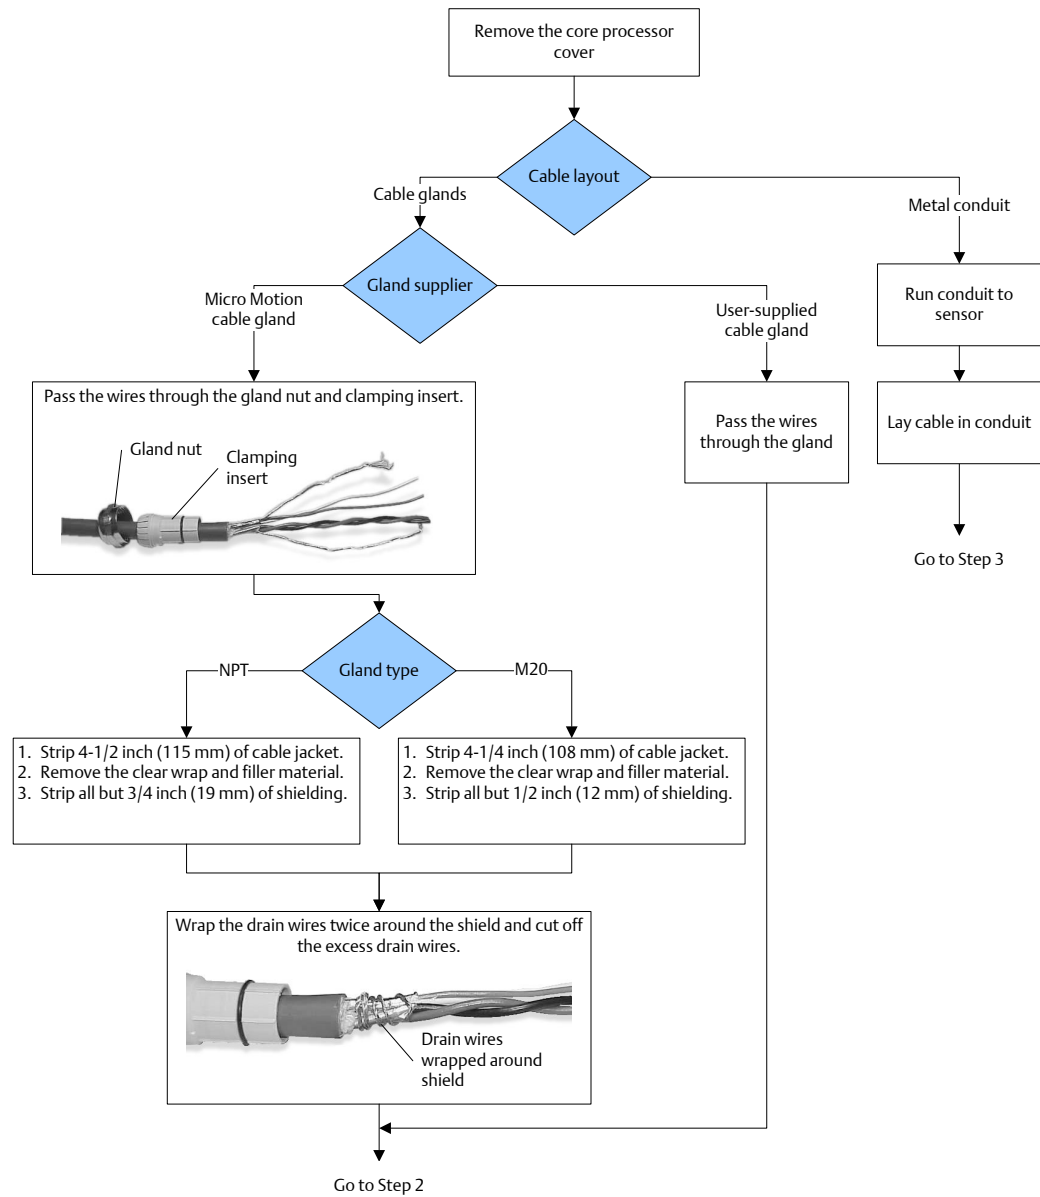 Remove the core processor
cover
Cable layout
Cable glands
Metal conduit
Gland supplier
Run conduit to
sensor
Micro Motion
cable gland
User-supplied
cable gland
Pass the wires through the gland nut and clamping insert.
Gland nut
Clamping
insert
Pass the wires
through the gland
Lay cable in conduit
Go to Step 3
Gland type
NPT
M20
1. Strip 4-1/2 inch (115 mm) of cable jacket.
2. Remove the clear wrap and filler material.
3. Strip all but 3/4 inch (19 mm) of shielding.
1. Strip 4-1/4 inch (108 mm) of cable jacket.
2. Remove the clear wrap and filler material.
3. Strip all but 1/2 inch (12 mm) of shielding.
Wrap the drain wires twice around the shield and cut off
the excess drain wires.
Drain wires
wrapped around
shield
Go to Step 2